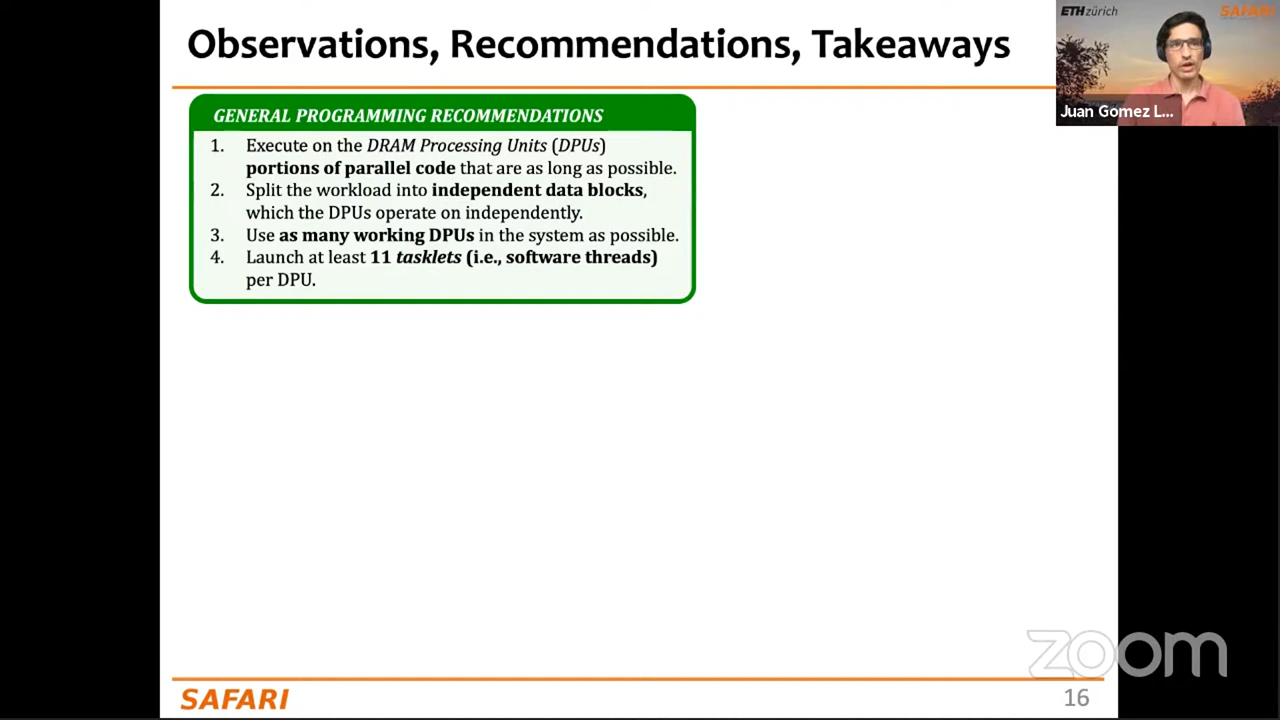 Observations, Recommendations, Takeaways
ETH zürich
SAFARI
Juan Gómez L...
GENERAL PROGRAMMING RECOMMENDATIONS
1. Execute on the DRAM Processing Units (DPUs)
portions of parallel code that are as long as possible.
2. Split the workload into independent data blocks,
which the DPUs operate on independently.
3. Use as many working DPUs in the system as possible.
4. Launch at least 11 tasklets (i.e., software threads)
per DPU.
zoom
SAFARI
16